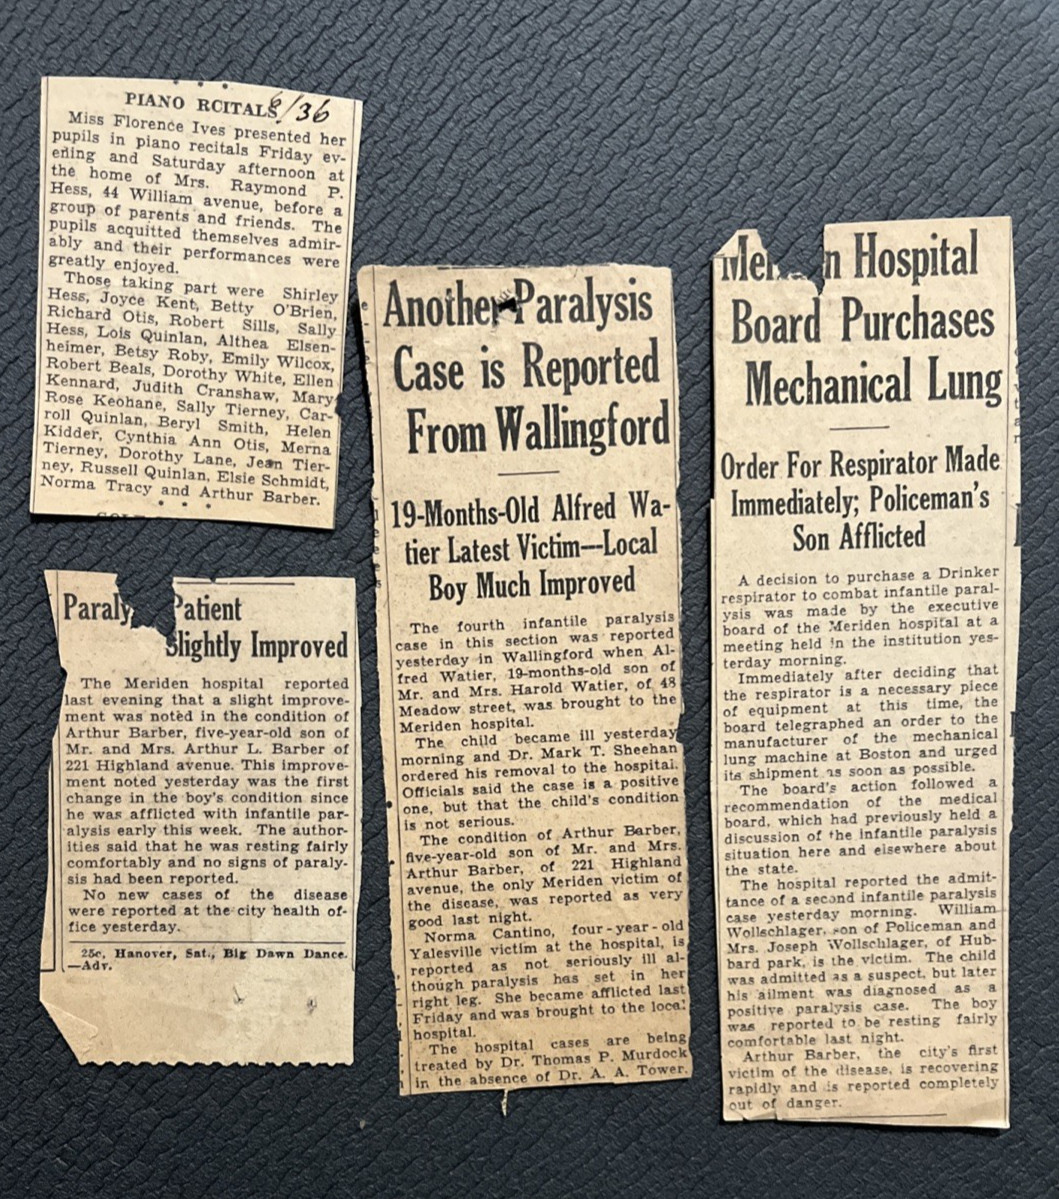 PIANO RCITALS 6/36
Miss Florence Ives presented her
pupils in piano recitals Friday ev-
ening and Saturday afternoon at
the home of Mrs. Raymond P.
Hess, 44 William avenue, before a
group of parents and friends. The
pupils acquitted themselves admir-
ably and their performances were
greatly enjoyed.
Those taking part were Shirley
Hess, Joyce Kent, Betty O'Brien,
Richard Otis, Robert Sills, Sally
Hess, Lois Quinlan, Althea Elsen-
heimer, Betsy Roby, Emily Wilcox,
Robert Beals, Dorothy White, Ellen
Kennard, Judith Cranshaw, Mary
Rose Keohane, Sally Tierney, Car-
roll Quinlan, Beryl Smith, Helen
Kidder, Cynthia Ann Otis, Merna
Tierney, Dorothy Lane, Jean Tier-
ney, Russell Quinlan, Elsie Schmidt,
Norma Tracy and Arthur Barber.
Paraly Patient
Slightly Improved
The Meriden hospital reported
last evening that a slight improve-
ment was noted in the condition of
Arthur Barber, five-year-old son of
Mr. and Mrs. Arthur L. Barber of
221 Highland avenue. This improve-
ment noted yesterday was the first
change in the boy's condition since
he was afflicted with infantile par-
alysis early this week. The author-
ities said that he was resting fairly
comfortably and no signs of paraly-
sis had been reported.
No new cases of the disease
were reported at the city health of-
fice yesterday.
25c, Hanover, Sat., Big Dawn Dance.
—Adv.
Another Paralysis
Case is Reported
From Wallingford
19-Months-Old Alfred Wa-
tier Latest Victim—Local
Boy Much Improved
The fourth infantile paralysis
case in this section was reported
yesterday in Wallingford when Al-
fred Watier, 19-months-old son of
Mr. and Mrs. Harold Watier, of 48
Meadow street, was brought to the
Meriden hospital.
The child became ill yesterday
morning and Dr. Mark T. Sheehan
ordered his removal to the hospital.
Officials said the case is a positive
one, but that the child's condition
is not serious.
The condition of Arthur Barber,
five-year-old son of Mr. and Mrs.
Arthur Barber, of 221 Highland
avenue, the only Meriden victim of
the disease, was reported as very
good last night.
Norma Cantino, four-year-old
Yalesville victim at the hospital, is
reported as not seriously ill al-
though paralysis has set in her
right leg. She became afflicted last
Friday and was brought to the local
hospital.
The hospital cases are being
treated by Dr. Thomas P. Murdock
in the absence of Dr. A. A. Tower.
Mer n Hospital
Board Purchases
Mechanical Lung
Order For Respirator Made
Immediately; Policeman's
Son Afflicted
A decision to purchase a Drinker
respirator to combat infantile paral-
ysis was made by the executive
board of the Meriden hospital at a
meeting held in the institution yes-
terday morning.
Immediately after deciding that
the respirator is a necessary piece
of equipment at this time, the
board telegraphed an order to the
manufacturer of the mechanical
lung machine at Boston and urged
its shipment as soon as possible.
The board's action followed a
recommendation of the medical
board, which had previously held a
discussion of the infantile paralysis
situation here and elsewhere about
the state.
The hospital reported the admit-
tance of a second infantile paralysis
case yesterday morning. William
Wollschlager, son of Policeman and
Mrs. Joseph Wollschlager, of Hub-
bard park, is the victim. The child
was admitted as a suspect, but later
his ailment was diagnosed as a
positive paralysis case. The boy
was reported to be resting fairly
comfortable last night.
Arthur Barber, the city's first
victim of the disease, is recovering
rapidly and is reported completely
out of danger.